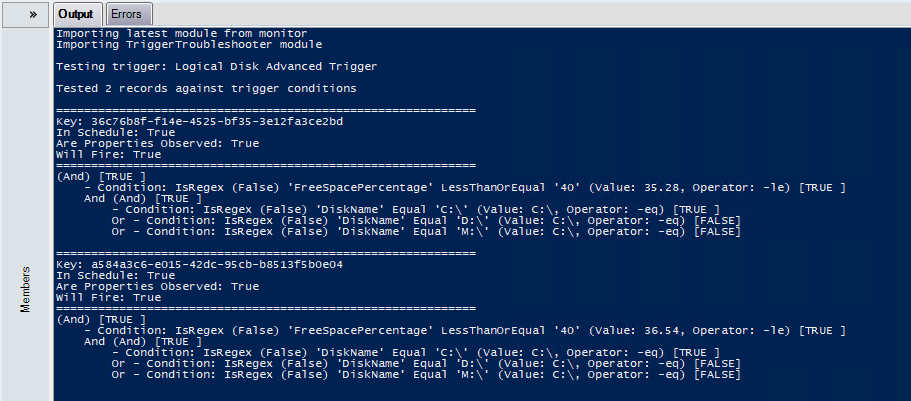 »
Output
Errors
Members
Importing latest module from monitor
Importing TriggerTroubleshooter module
Testing trigger: Logical Disk Advanced Trigger
Tested 2 records against trigger conditions
============================================================
Key: 36c76b8f-f14e-4525-bf35-3e12fa3ce2bd
In Schedule: True
Are Properties Observed: True
Will Fire: True
============================================================
(And) [TRUE ]
- Condition: IsRegex (False) 'FreeSpacePercentage' LessThanOrEqual '40' (Value: 35.28, Operator: -le) [TRUE ]
And (And) [TRUE ]
- Condition: IsRegex (False) 'DiskName' Equal 'C:\' (Value: C:\, Operator: -eq) [TRUE ]
Or - Condition: IsRegex (False) 'DiskName' Equal 'D:\' (Value: C:\, Operator: -eq) [FALSE]
Or - Condition: IsRegex (False) 'DiskName' Equal 'M:\' (Value: C:\, Operator: -eq) [FALSE]
============================================================
Key: a584a3c6-e015-42dc-95cb-b8513f5b0e04
In Schedule: True
Are Properties Observed: True
Will Fire: True
============================================================
(And) [TRUE ]
- Condition: IsRegex (False) 'FreeSpacePercentage' LessThanOrEqual '40' (Value: 36.54, Operator: -le) [TRUE ]
And (And) [TRUE ]
- Condition: IsRegex (False) 'DiskName' Equal 'C:\' (Value: C:\, Operator: -eq) [TRUE ]
Or - Condition: IsRegex (False) 'DiskName' Equal 'D:\' (Value: C:\, Operator: -eq) [FALSE]
Or - Condition: IsRegex (False) 'DiskName' Equal 'M:\' (Value: C:\, Operator: -eq) [FALSE]